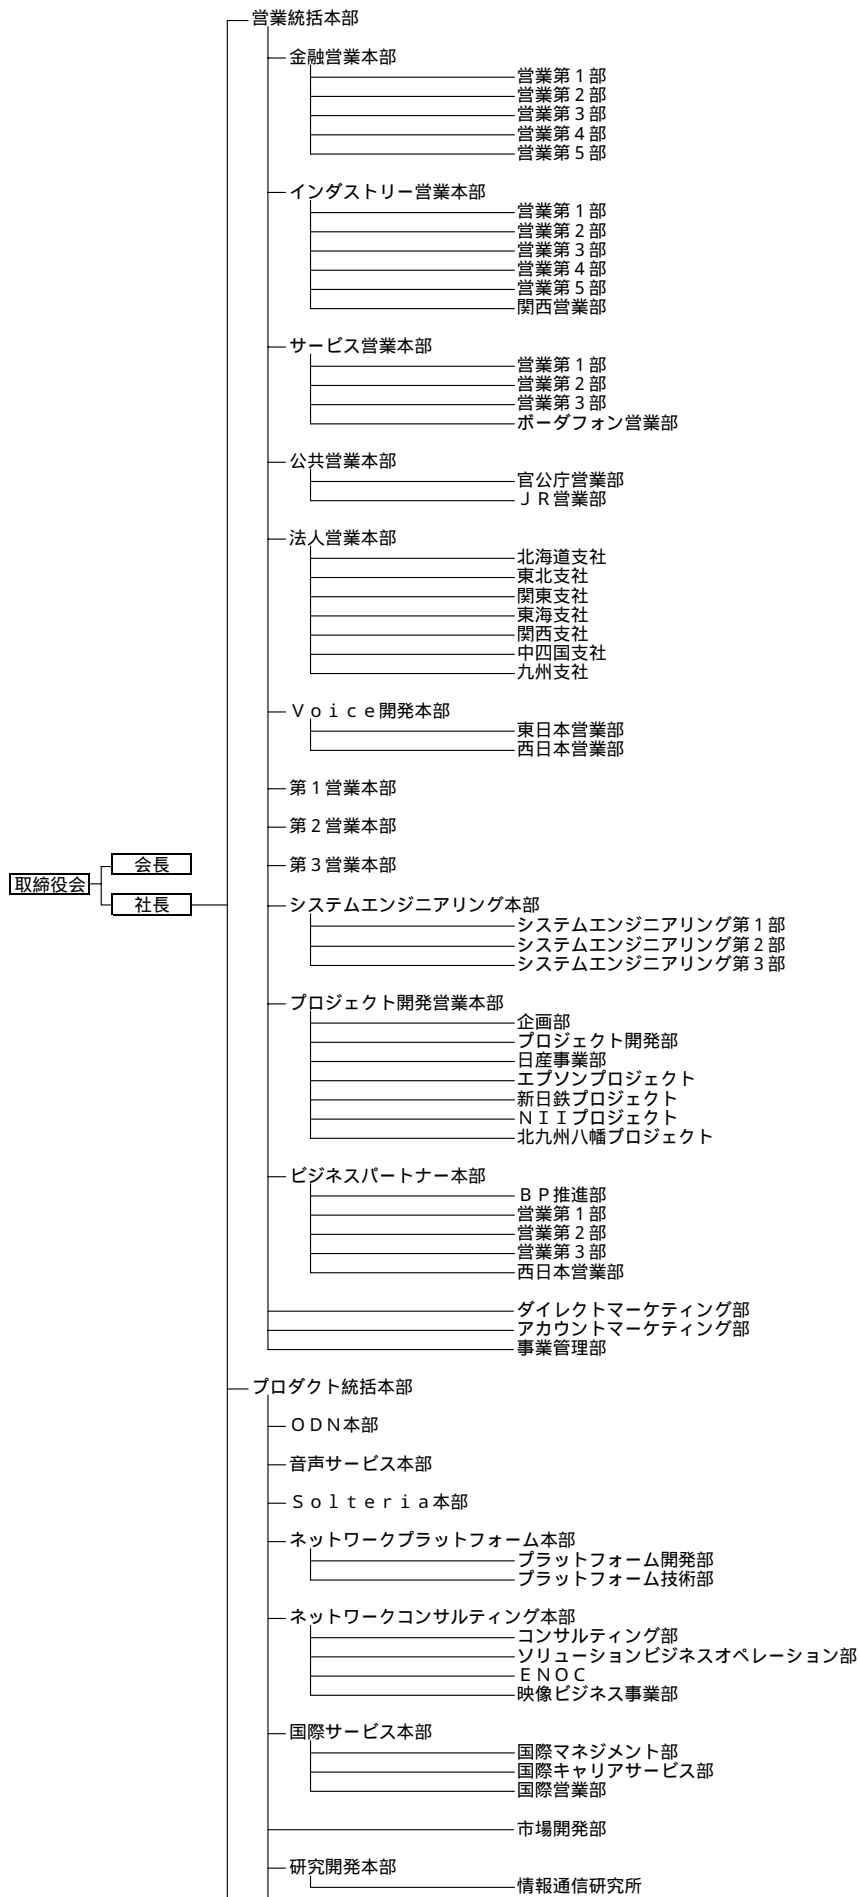 営業統括本部
金融営業本部
営業第１部
営業第２部
営業第３部
営業第４部
営業第５部
インダストリー営業本部
営業第１部
営業第２部
営業第３部
営業第４部
営業第５部
関西営業部
サービス営業本部
営業第１部
営業第２部
営業第３部
ボーダフォン営業部
公共営業本部
官公庁営業部
ＪＲ営業部
法人営業本部
北海道支社
東北支社
関東支社
東海支社
関西支社
中四国支社
九州支社
Ｖｏｉｃｅ開発本部
東日本営業部
西日本営業部
第１営業本部
第２営業本部
第３営業本部
取締役会
会長
社長
システムエンジニアリング本部
システムエンジニアリング第１部
システムエンジニアリング第２部
システムエンジニアリング第３部
プロジェクト開発営業本部
企画部
プロジェクト開発部
日産事業部
エプソンプロジェクト
新日鉄プロジェクト
ＮＩＩプロジェクト
北九州八幡プロジェクト
ビジネスパートナー本部
ＢＰ推進部
営業第１部
営業第２部
営業第３部
西日本営業部
ダイレクトマーケティング部
アカウントマーケティング部
事業管理部
プロダクト統括本部
ＯＤＮ本部
音声サービス本部
Ｓｏｌｔｅｒｉａ本部
ネットワークプラットフォーム本部
プラットフォーム開発部
プラットフォーム技術部
ネットワークコンサルティング本部
コンサルティング部
ソリューションビジネスオペレーション部
ＥＮＯＣ
映像ビジネス事業部
国際サービス本部
国際マネジメント部
国際キャリアサービス部
国際営業部
市場開発部
研究開発本部
情報通信研究所